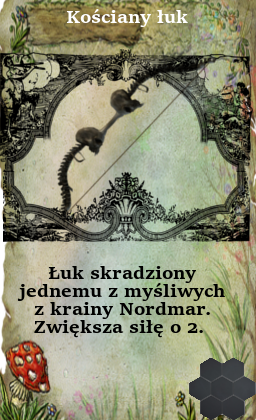 Kościany łuk
Łuk skradziony
jednemu z myśliwych
z krainy Nordmar.
Zwiększa siłę o 2.